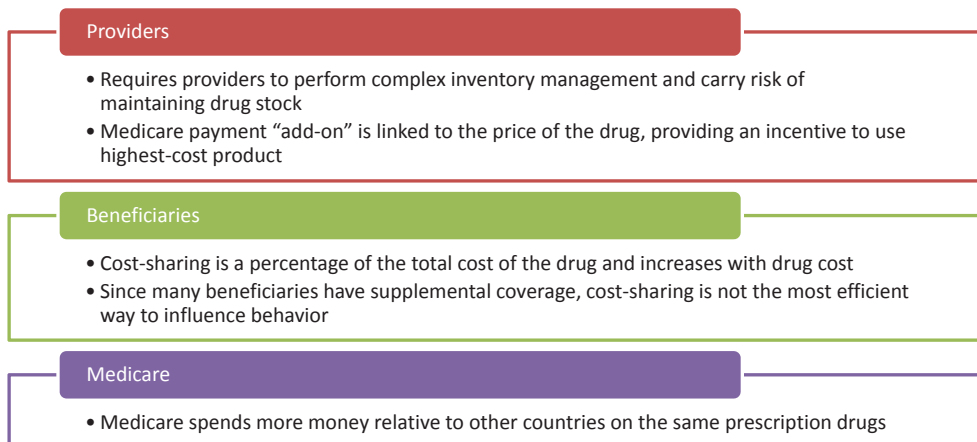 Providers
• Requires providers to perform complex inventory management and carry risk of
maintaining drug stock
• Medicare payment “add-on” is linked to the price of the drug, providing an incentive to use
highest-cost product
Beneficiaries
• Cost-sharing is a percentage of the total cost of the drug and increases with drug cost
• Since many beneficiaries have supplemental coverage, cost-sharing is not the most efficient
way to influence behavior
Medicare
• Medicare spends more money relative to other countries on the same prescription drugs